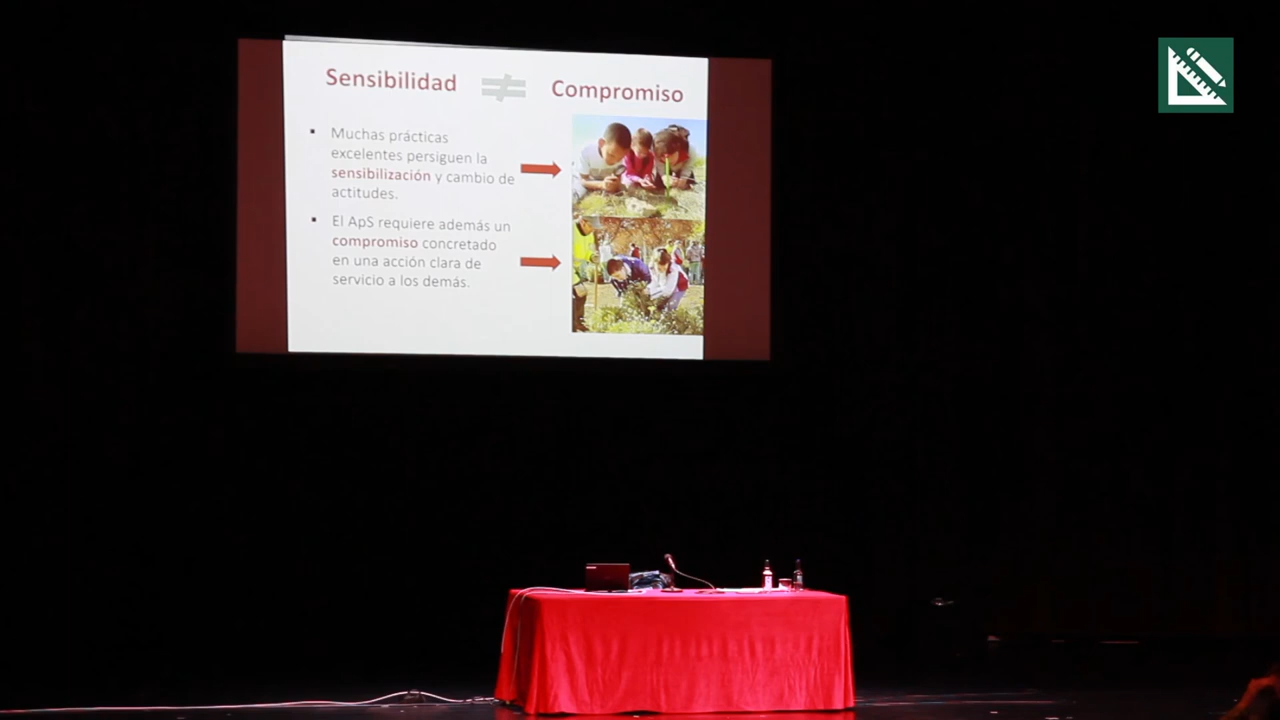 Sensibilidad ≠ Compromiso
▪ Muchas prácticas
excelentes persiguen la
sensibilización y cambio de
actitudes.
▪ El ApS requiere además un
compromiso concretado
en una acción clara de
servicio a los demás.